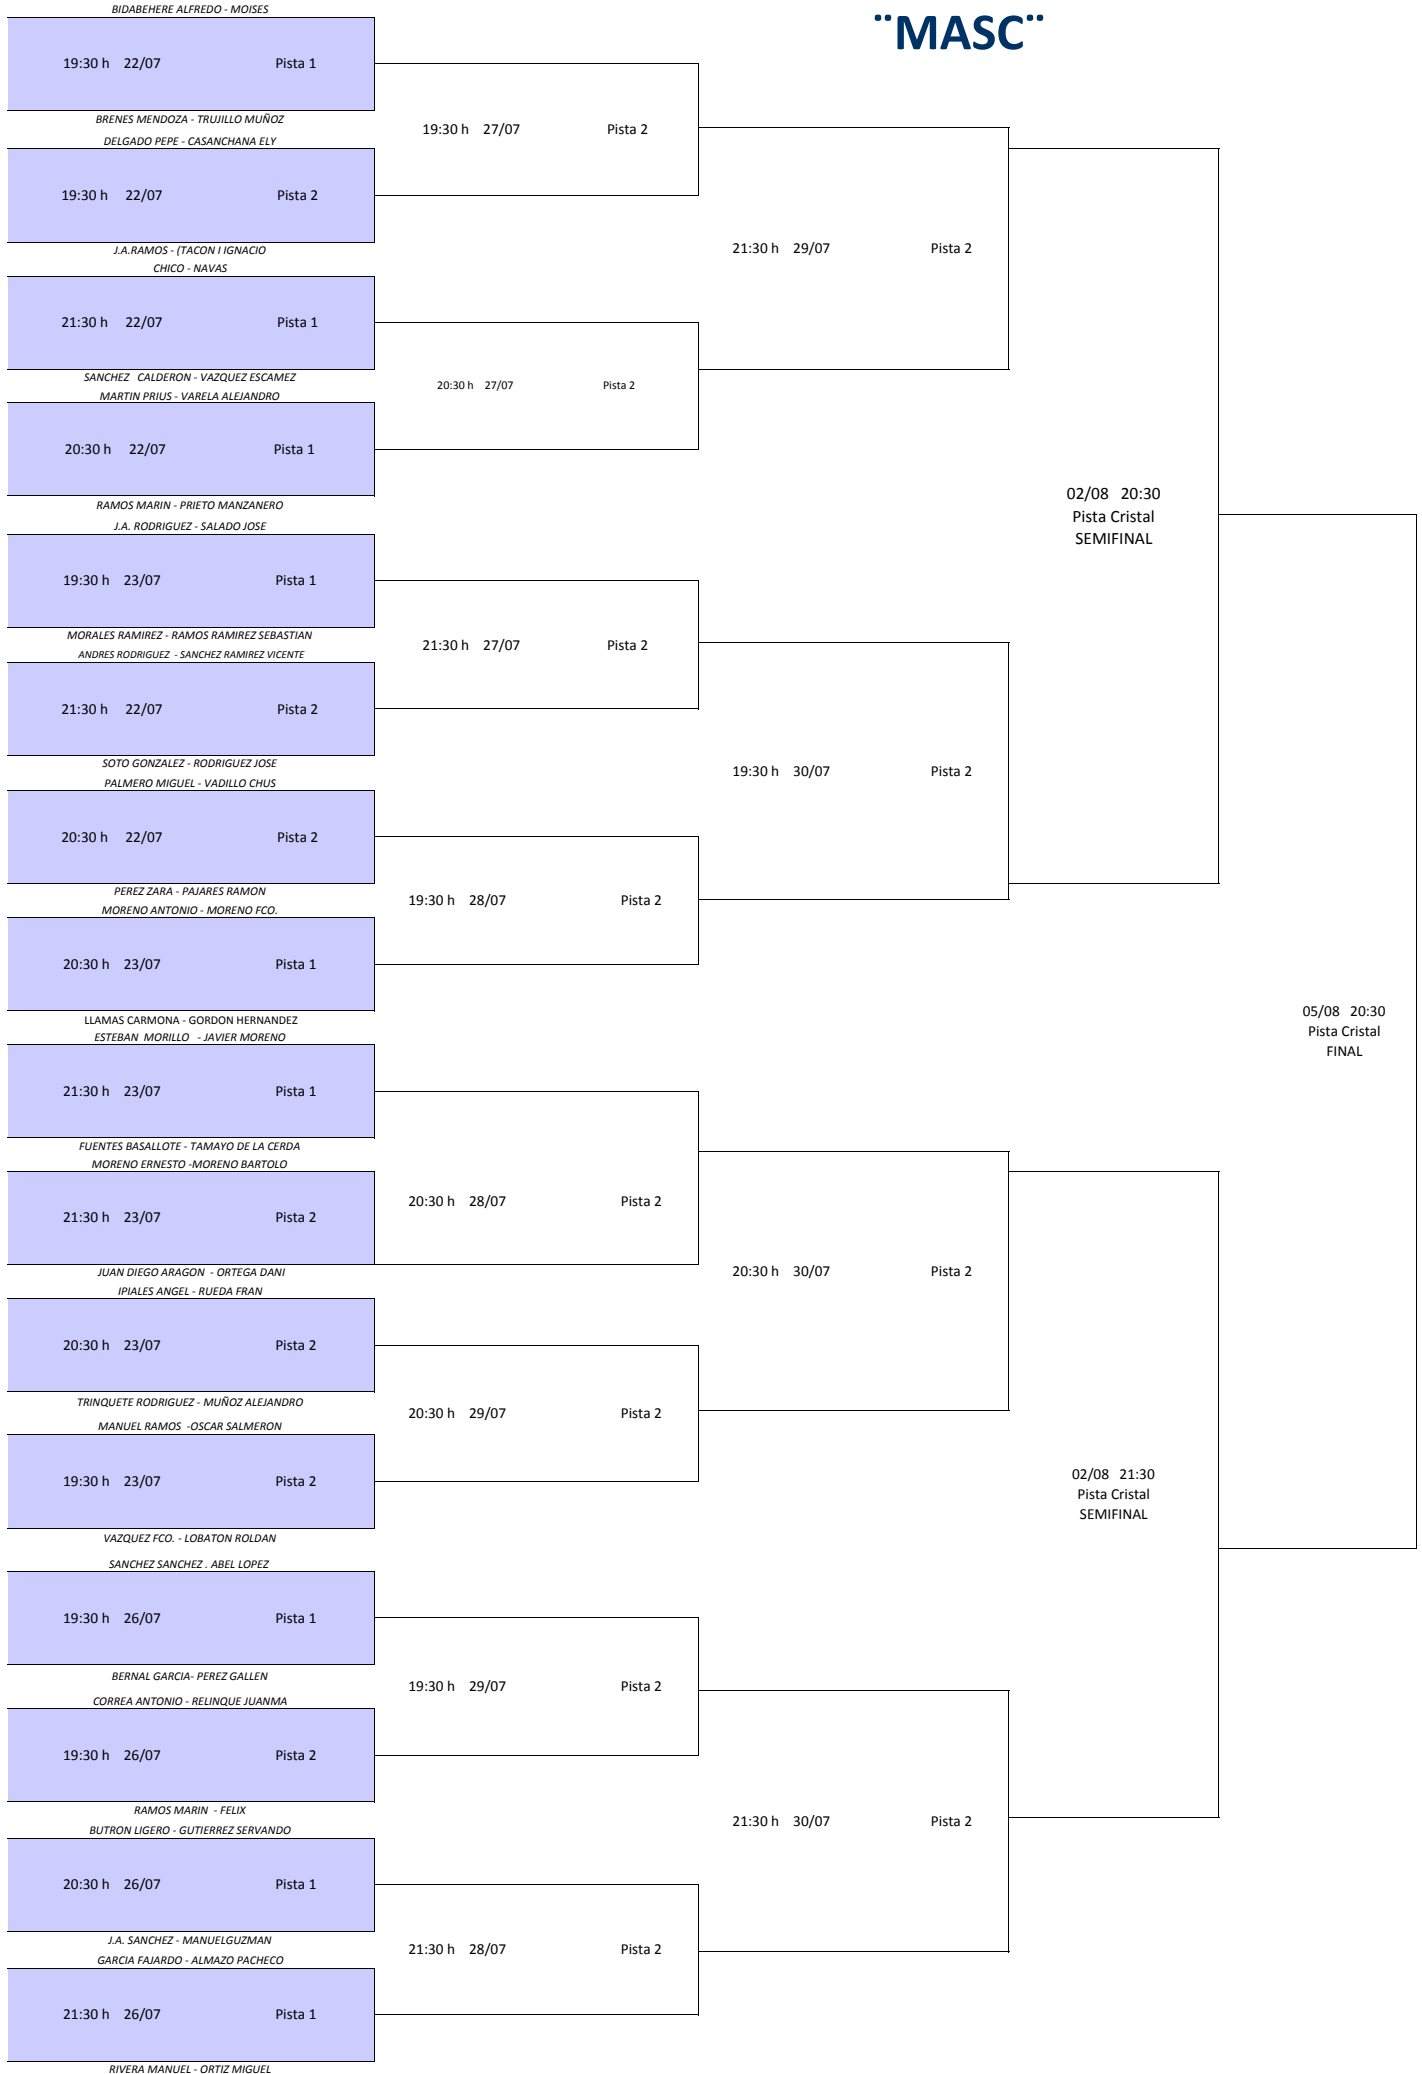 BIDABEHERE ALFREDO - MOISES
¨MASC¨
19:30 h 22/07 Pista 1
BRENES MENDOZA - TRUJILLO MUÑOZ
19:30 h 27/07 Pista 2
DELGADO PEPE - CASANCHANA ELY
19:30 h 22/07 Pista 2
J.A.RAMOS - (TACON I IGNACIO
21:30 h 29/07 Pista 2
CHICO - NAVAS
21:30 h 22/07 Pista 1
SANCHEZ CALDERON - VAZQUEZ ESCAMEZ
20:30 h 27/07 Pista 2
MARTIN PRIUS - VARELA ALEJANDRO
20:30 h 22/07 Pista 1
RAMOS MARIN - PRIETO MANZANERO
02/08 20:30
Pista Cristal
SEMIFINAL
J.A. RODRIGUEZ - SALADO JOSE
19:30 h 23/07 Pista 1
MORALES RAMIREZ - RAMOS RAMIREZ SEBASTIAN
21:30 h 27/07 Pista 2
ANDRES RODRIGUEZ - SANCHEZ RAMIREZ VICENTE
21:30 h 22/07 Pista 2
SOTO GONZALEZ - RODRIGUEZ JOSE
19:30 h 30/07 Pista 2
PALMERO MIGUEL - VADILLO CHUS
20:30 h 22/07 Pista 2
PEREZ ZARA - PAJARES RAMON
19:30 h 28/07 Pista 2
MORENO ANTONIO - MORENO FCO.
20:30 h 23/07 Pista 1
LLAMAS CARMONA - GORDON HERNANDEZ
05/08 20:30
Pista Cristal
FINAL
ESTEBAN MORILLO - JAVIER MORENO
21:30 h 23/07 Pista 1
FUENTES BASALLOTE - TAMAYO DE LA CERDA
MORENO ERNESTO -MORENO BARTOLO
20:30 h 28/07 Pista 2
21:30 h 23/07 Pista 2
JUAN DIEGO ARAGON - ORTEGA DANI
20:30 h 30/07 Pista 2
IPIALES ANGEL - RUEDA FRAN
20:30 h 23/07 Pista 2
TRINQUETE RODRIGUEZ - MUÑOZ ALEJANDRO
20:30 h 29/07 Pista 2
MANUEL RAMOS -OSCAR SALMERON
19:30 h 23/07 Pista 2
02/08 21:30
Pista Cristal
SEMIFINAL
VAZQUEZ FCO. - LOBATON ROLDAN
SANCHEZ SANCHEZ . ABEL LOPEZ
19:30 h 26/07 Pista 1
BERNAL GARCIA- PEREZ GALLEN
19:30 h 29/07 Pista 2
CORREA ANTONIO - RELINQUE JUANMA
19:30 h 26/07 Pista 2
RAMOS MARIN - FELIX
21:30 h 30/07 Pista 2
BUTRON LIGERO - GUTIERREZ SERVANDO
20:30 h 26/07 Pista 1
J.A. SANCHEZ - MANUELGUZMAN
21:30 h 28/07 Pista 2
GARCIA FAJARDO - ALMAZO PACHECO
21:30 h 26/07 Pista 1
RIVERA MANUEL - ORTIZ MIGUEL